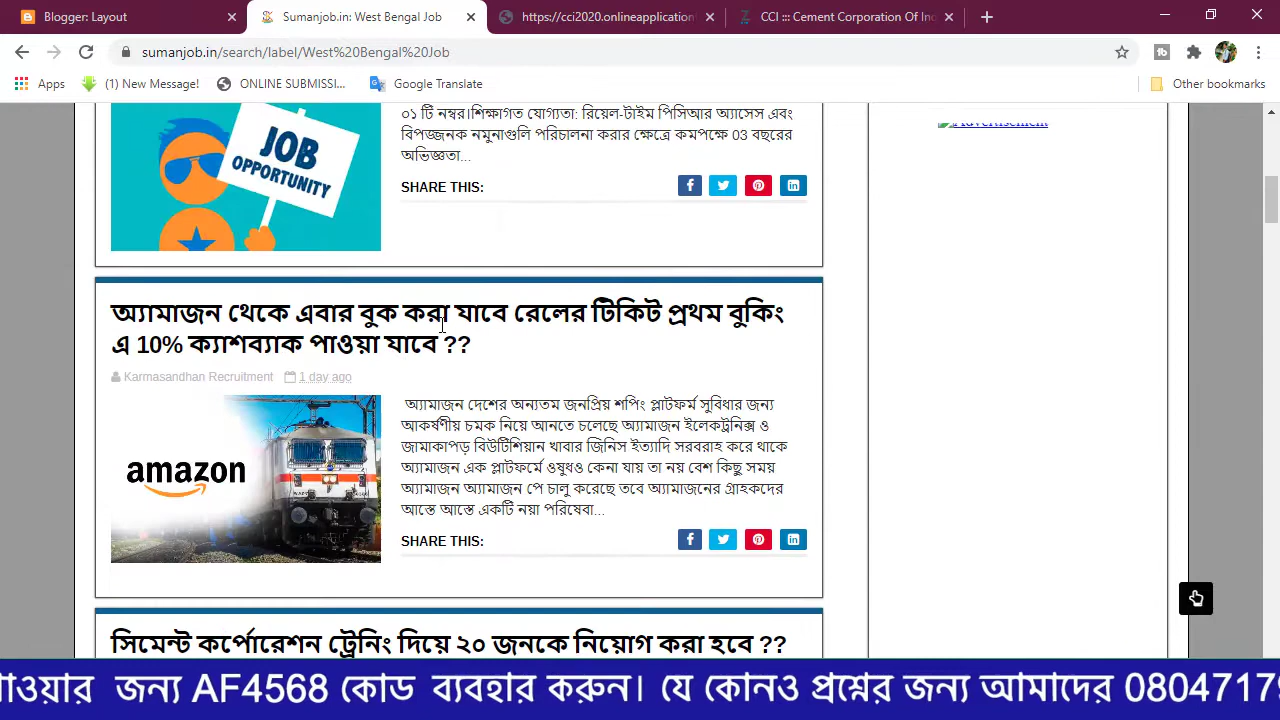 Blogger: Layout
Sumanjob.in: West Bengal Job
https://cci2020.onlineapplication
CCI ::: Cement Corporation Of Ind
sumanjob.in/search/label/West%20Bengal%20Job
Apps
(1) New Message!
ONLINE SUBMISSI...
Google Translate
Other bookmarks
০১ টি নম্বর।শিক্ষাগত যোগ্যতা: রিয়েল-টাইম পিসিআর অ্যাসেস এবং
বিপজ্জনক নমুনাগুলি পরিচালনা করার ক্ষেত্রে কমপক্ষে 03 বছরের
অভিজ্ঞতা...
JOB
OPPORTUNITY
SHARE THIS:
Advertisement
অ্যামাজন থেকে এবার বুক করা যাবে রেলের টিকিট প্রথম বুকিং
এ 10% ক্যাশব্যাক পাওয়া যাবে ??
Karmasandhan Recruitment 1 day ago
amazon
অ্যামাজন দেশের অন্যতম জনপ্রিয় শপিং প্লাটফর্ম সুবিধার জন্য
আকর্ষণীয় চমক নিয়ে আনতে চলেছে অ্যামাজন ইলেকট্রনিক্স ও
জামাকাপড় বিউটিশিয়ান খাবার জিনিস ইত্যাদি সরবরাহ করে থাকে
অ্যামাজন এক প্লাটফর্মে ওষুধও কেনা যায় তা নয় বেশ কিছু সময়
অ্যামাজন অ্যামাজন পে চালু করেছে তবে অ্যামাজনের গ্রাহকদের
আস্তে আস্তে একটি নয়া পরিষেবা...
SHARE THIS:
সিমেন্ট কর্পোরেশন ট্রেনিং দিয়ে ২০ জনকে নিয়োগ করা হবে ??
পাওয়ার জন্য AF4568 কোড ব্যবহার করুন। যে কোনও প্রশ্নের জন্য আমাদের 08047179